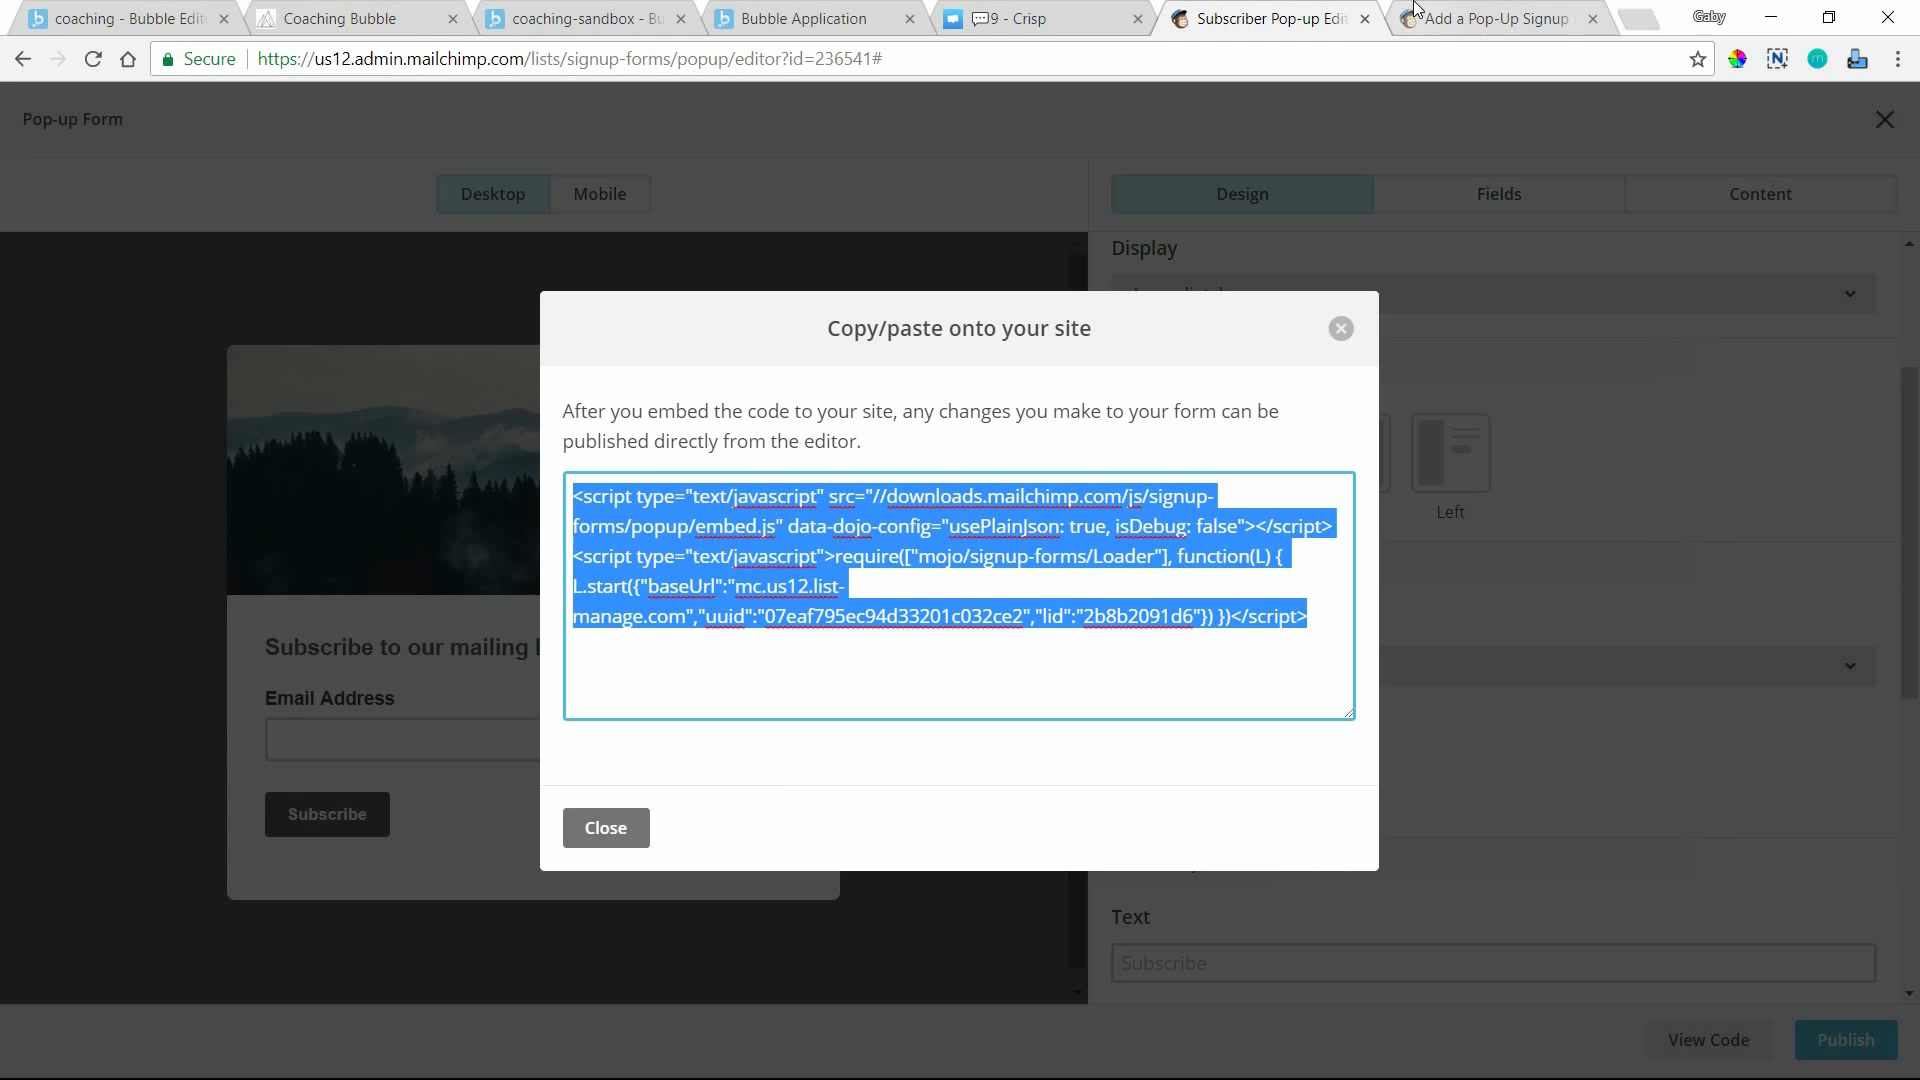 coaching - Bubble Edit
Coaching Bubble
coaching-sandbox - Bu
Bubble Application
9 - Crisp
Subscriber Pop-up Edit
Add a Pop-Up Signup
Gaby
Secure
https://us12.admin.mailchimp.com/lists/signup-forms/popup/editor?id=236541#
Pop-up Form
Desktop
Mobile
Design
Fields
Content
Display
Copy/paste onto your site
After you embed the code to your site, any changes you make to your form can be
published directly from the editor.
<script type="text/javascript" src="//downloads.mailchimp.com/js/signup-
forms/popup/embed.js" data-dojo-config="usePlainJson: true, isDebug: false"></script>
<script type="text/javascript">require(["mojo/signup-forms/Loader"], function(L) {
L.start({"baseUrl":"mc.us12.list-
manage.com","uuid":"07eaf795ec94d33201c032ce2","lid":"2b8b2091d6"}) })</script>
Left
Subscribe to our mailing
Email Address
Subscribe
Close
Text
Subscribe
View Code
Publish